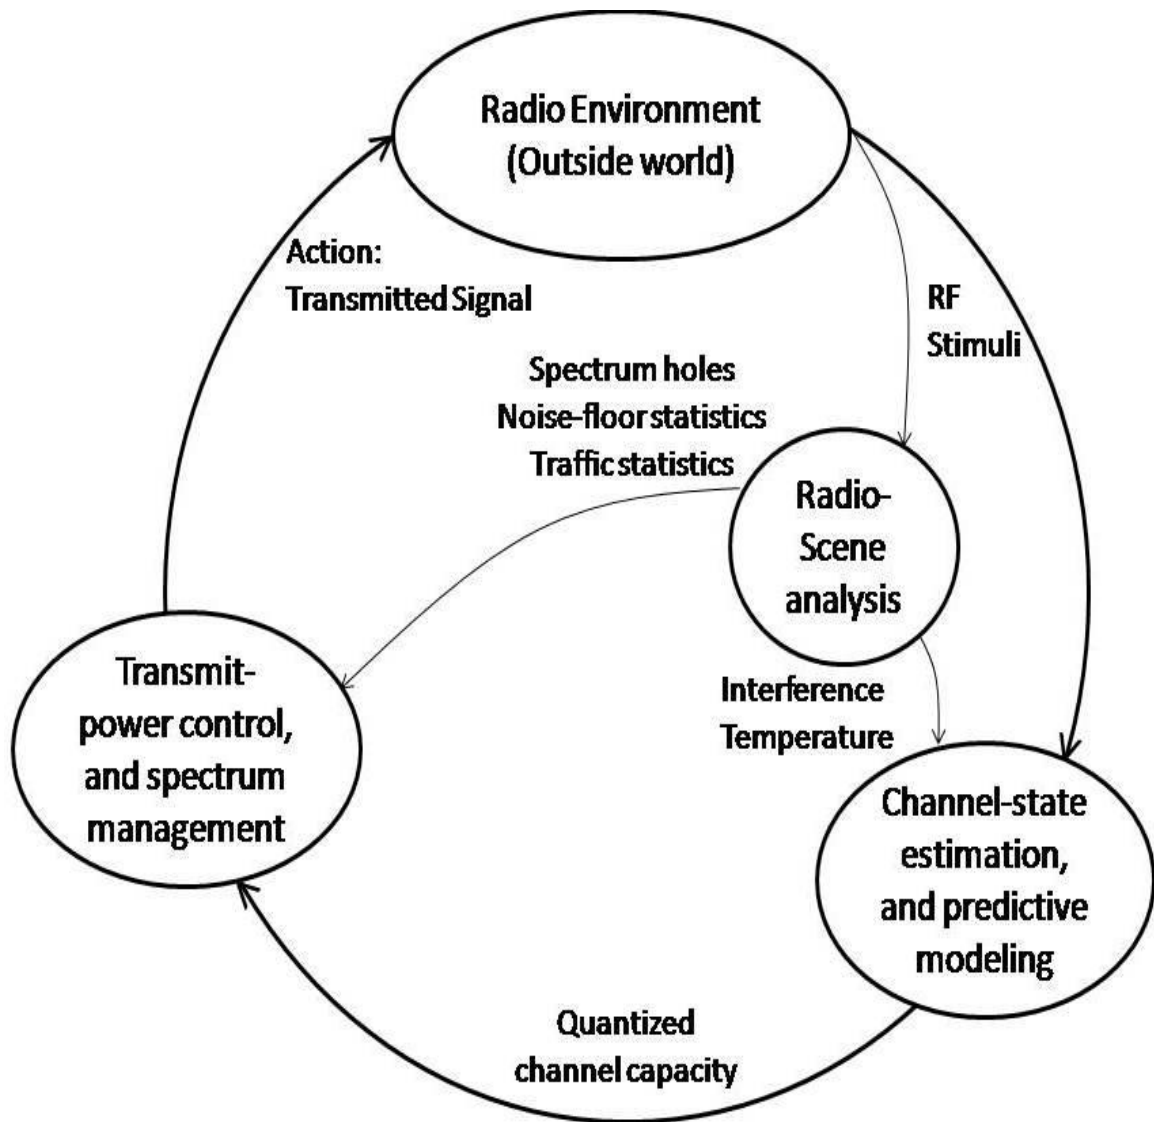 Radio Environment
(Outside world)
Action:
Transmitted Signal
RF
Stimuli
Spectrum holes
Noise-floor statistics
Traffic statistics
Radio-
Scene
analysis
Interference
Temperature
Transmit-
power control,
and spectrum
management
Channel-state
estimation,
and predictive
modeling
Quantized
channel capacity